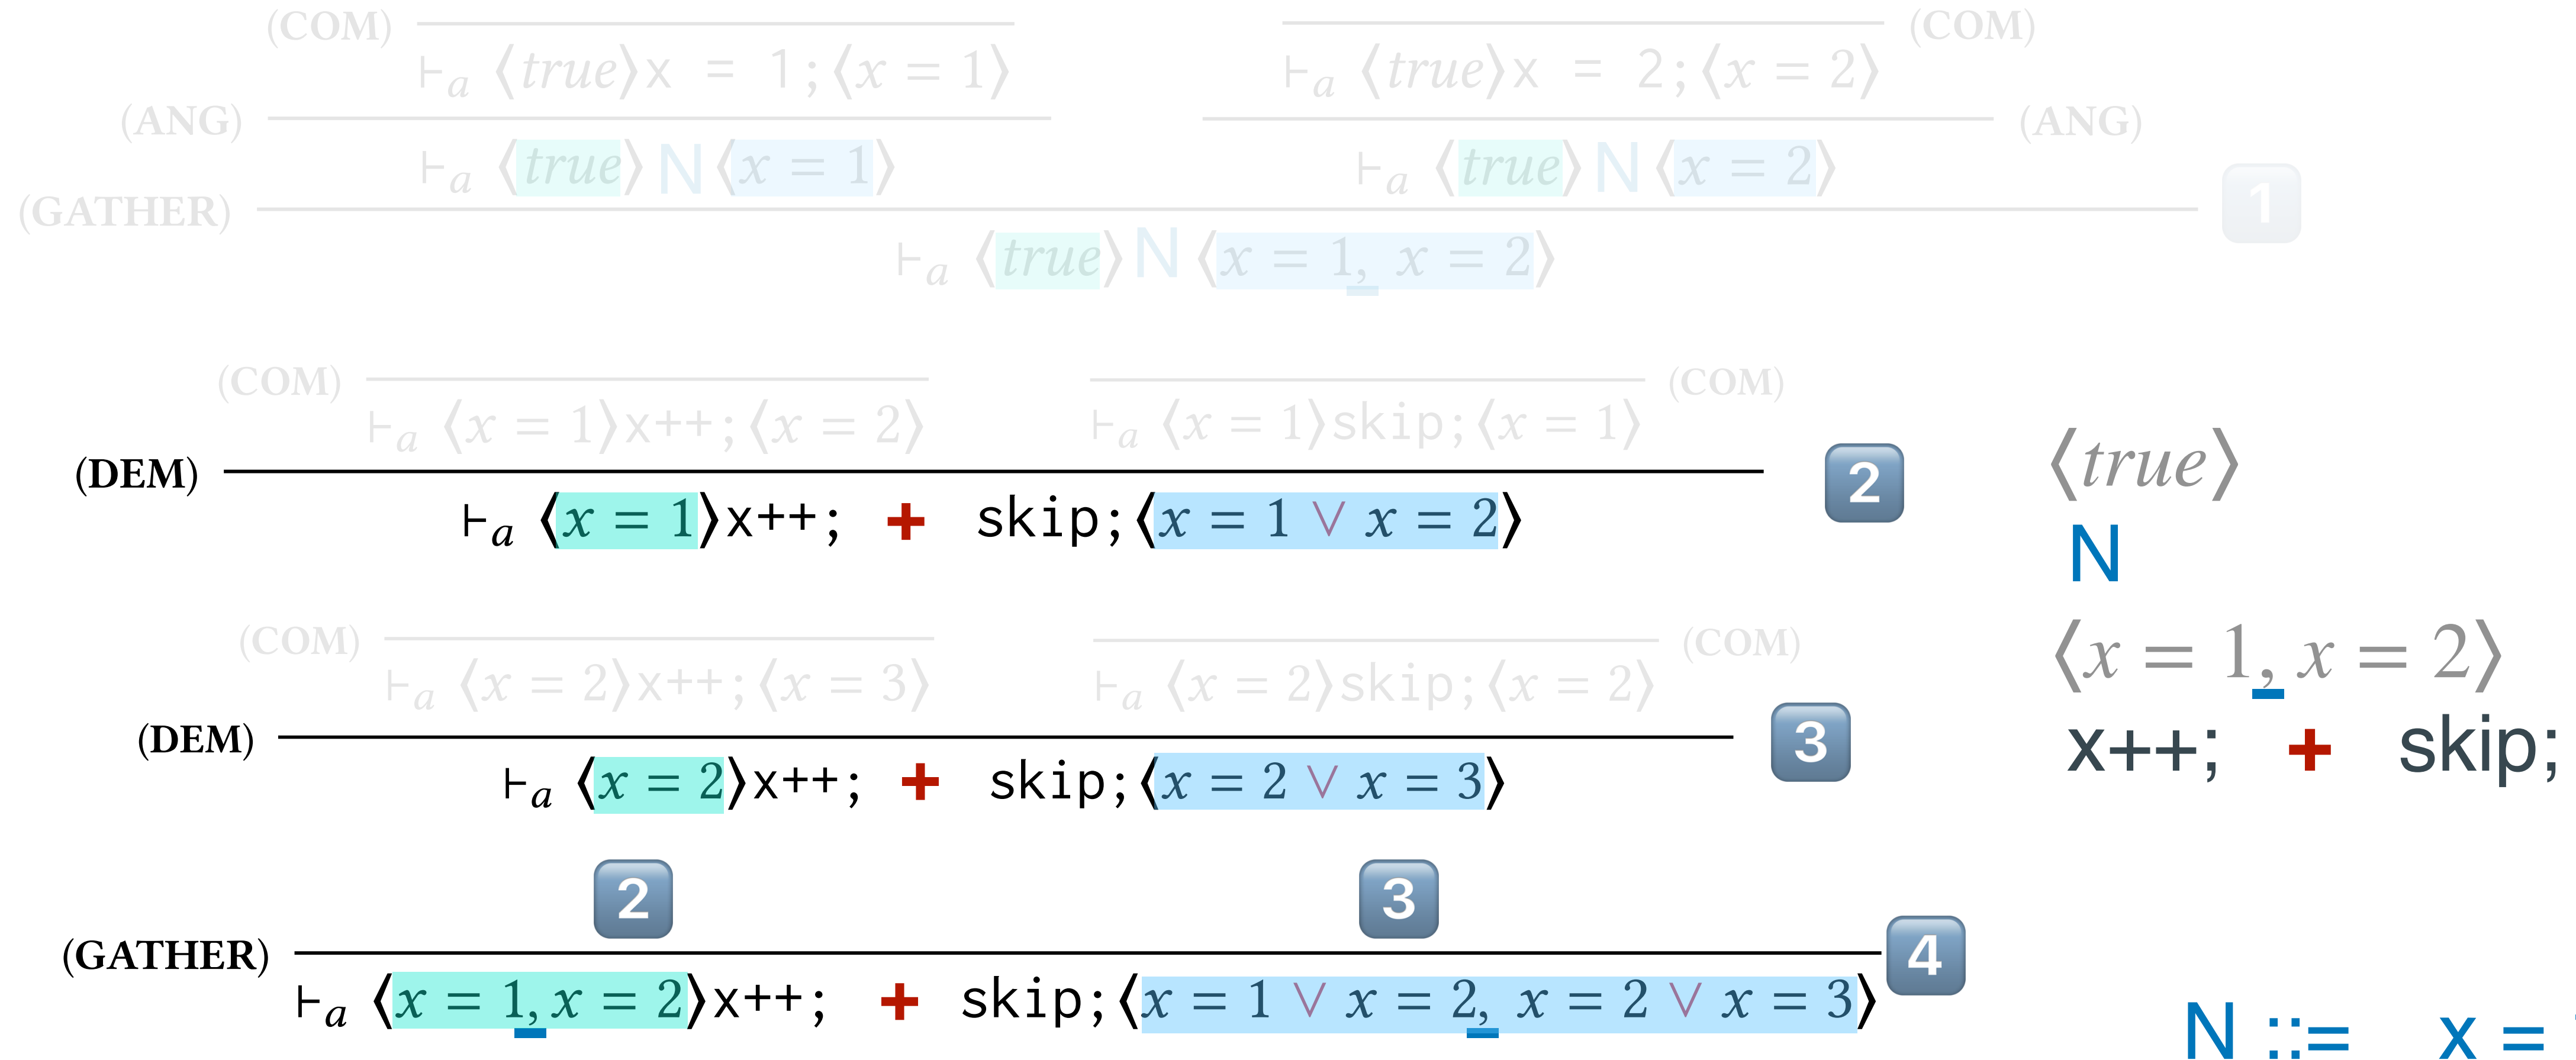 (COM) (COM)
⊢a ⟨true⟩x = 1;⟨x = 1⟩ ⊢a ⟨true⟩x = 2;⟨x = 2⟩
(ANG) (ANG)
⊢a ⟨true⟩ N ⟨x = 1⟩ ⊢a ⟨true⟩ N ⟨x = 2⟩
(GATHER) 1
⊢a ⟨true⟩ N ⟨x = 1, x = 2⟩
(COM) (COM)
⊢a ⟨x = 1⟩x++;⟨x = 2⟩ ⊢a ⟨x = 1⟩skip;⟨x = 1⟩
(DEM) 2
⊢a ⟨x = 1⟩x++; + skip;⟨x = 1 ∨ x = 2⟩
(COM) (COM)
⊢a ⟨x = 2⟩x++;⟨x = 3⟩ ⊢a ⟨x = 2⟩skip;⟨x = 2⟩
(DEM) 3
⊢a ⟨x = 2⟩x++; + skip;⟨x = 2 ∨ x = 3⟩
2 3
(GATHER) 4
⊢a ⟨x = 1, x = 2⟩x++; + skip;⟨x = 1 ∨ x = 2, x = 2 ∨ x = 3⟩
⟨true⟩
N
⟨x = 1, x = 2⟩
x++; + skip;
N ::= x =